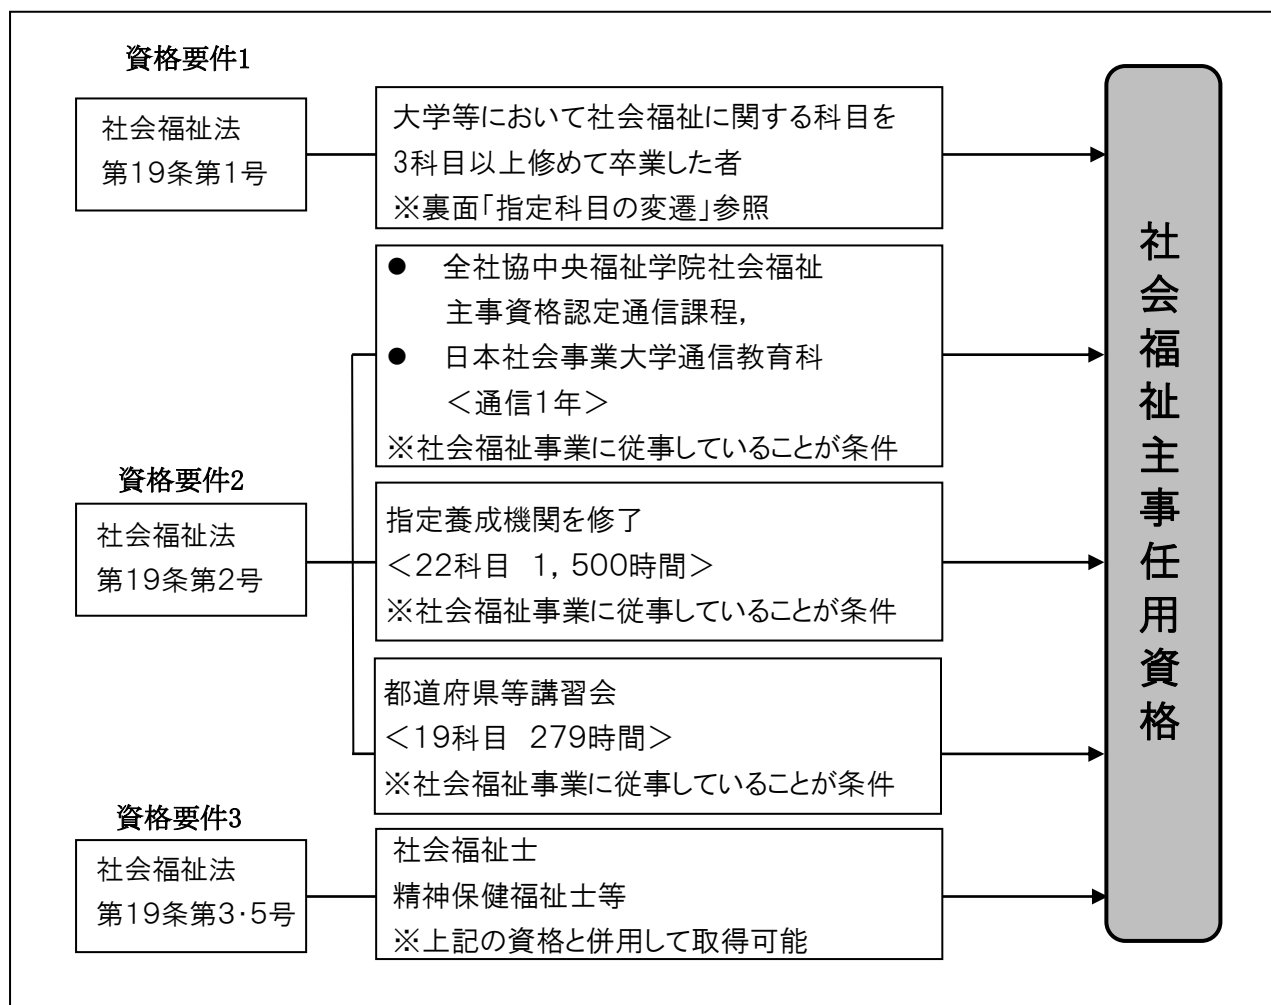 資格要件1
社会福祉法
第19条第1号
大学等において社会福祉に関する科目を
3科目以上修めて卒業した者
※裏面「指定科目の変遷」参照
● 全社協中央福祉学院社会福祉
主事資格認定通信課程,
● 日本社会事業大学通信教育科
＜通信1年＞
※社会福祉事業に従事していることが条件
資格要件2
社会福祉法
第19条第2号
指定養成機関を修了
＜22科目 1，500時間＞
※社会福祉事業に従事していることが条件
都道府県等講習会
＜19科目 279時間＞
※社会福祉事業に従事していることが条件
資格要件3
社会福祉法
第19条第3・5号
社会福祉士
精神保健福祉士等
※上記の資格と併用して取得可能
社会福祉主事任用資格